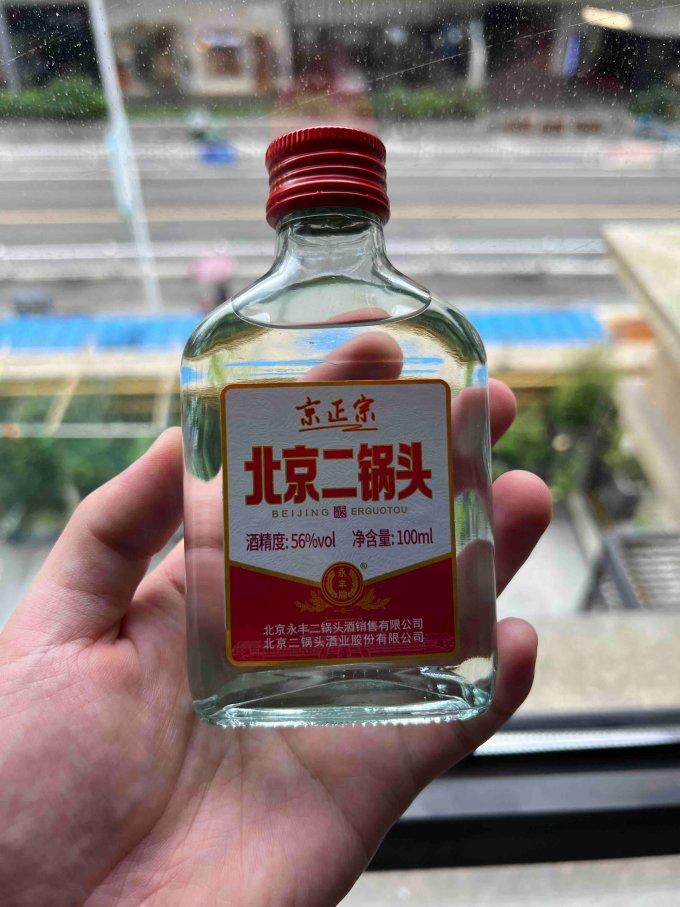 京正宗
北京二锅头
BEIJING ERGUOTOU
酒精度: 56%vol 净含量: 100ml
永丰牌®
北京永丰二锅头酒销售有限公司
北京二锅头酒业股份有限公司